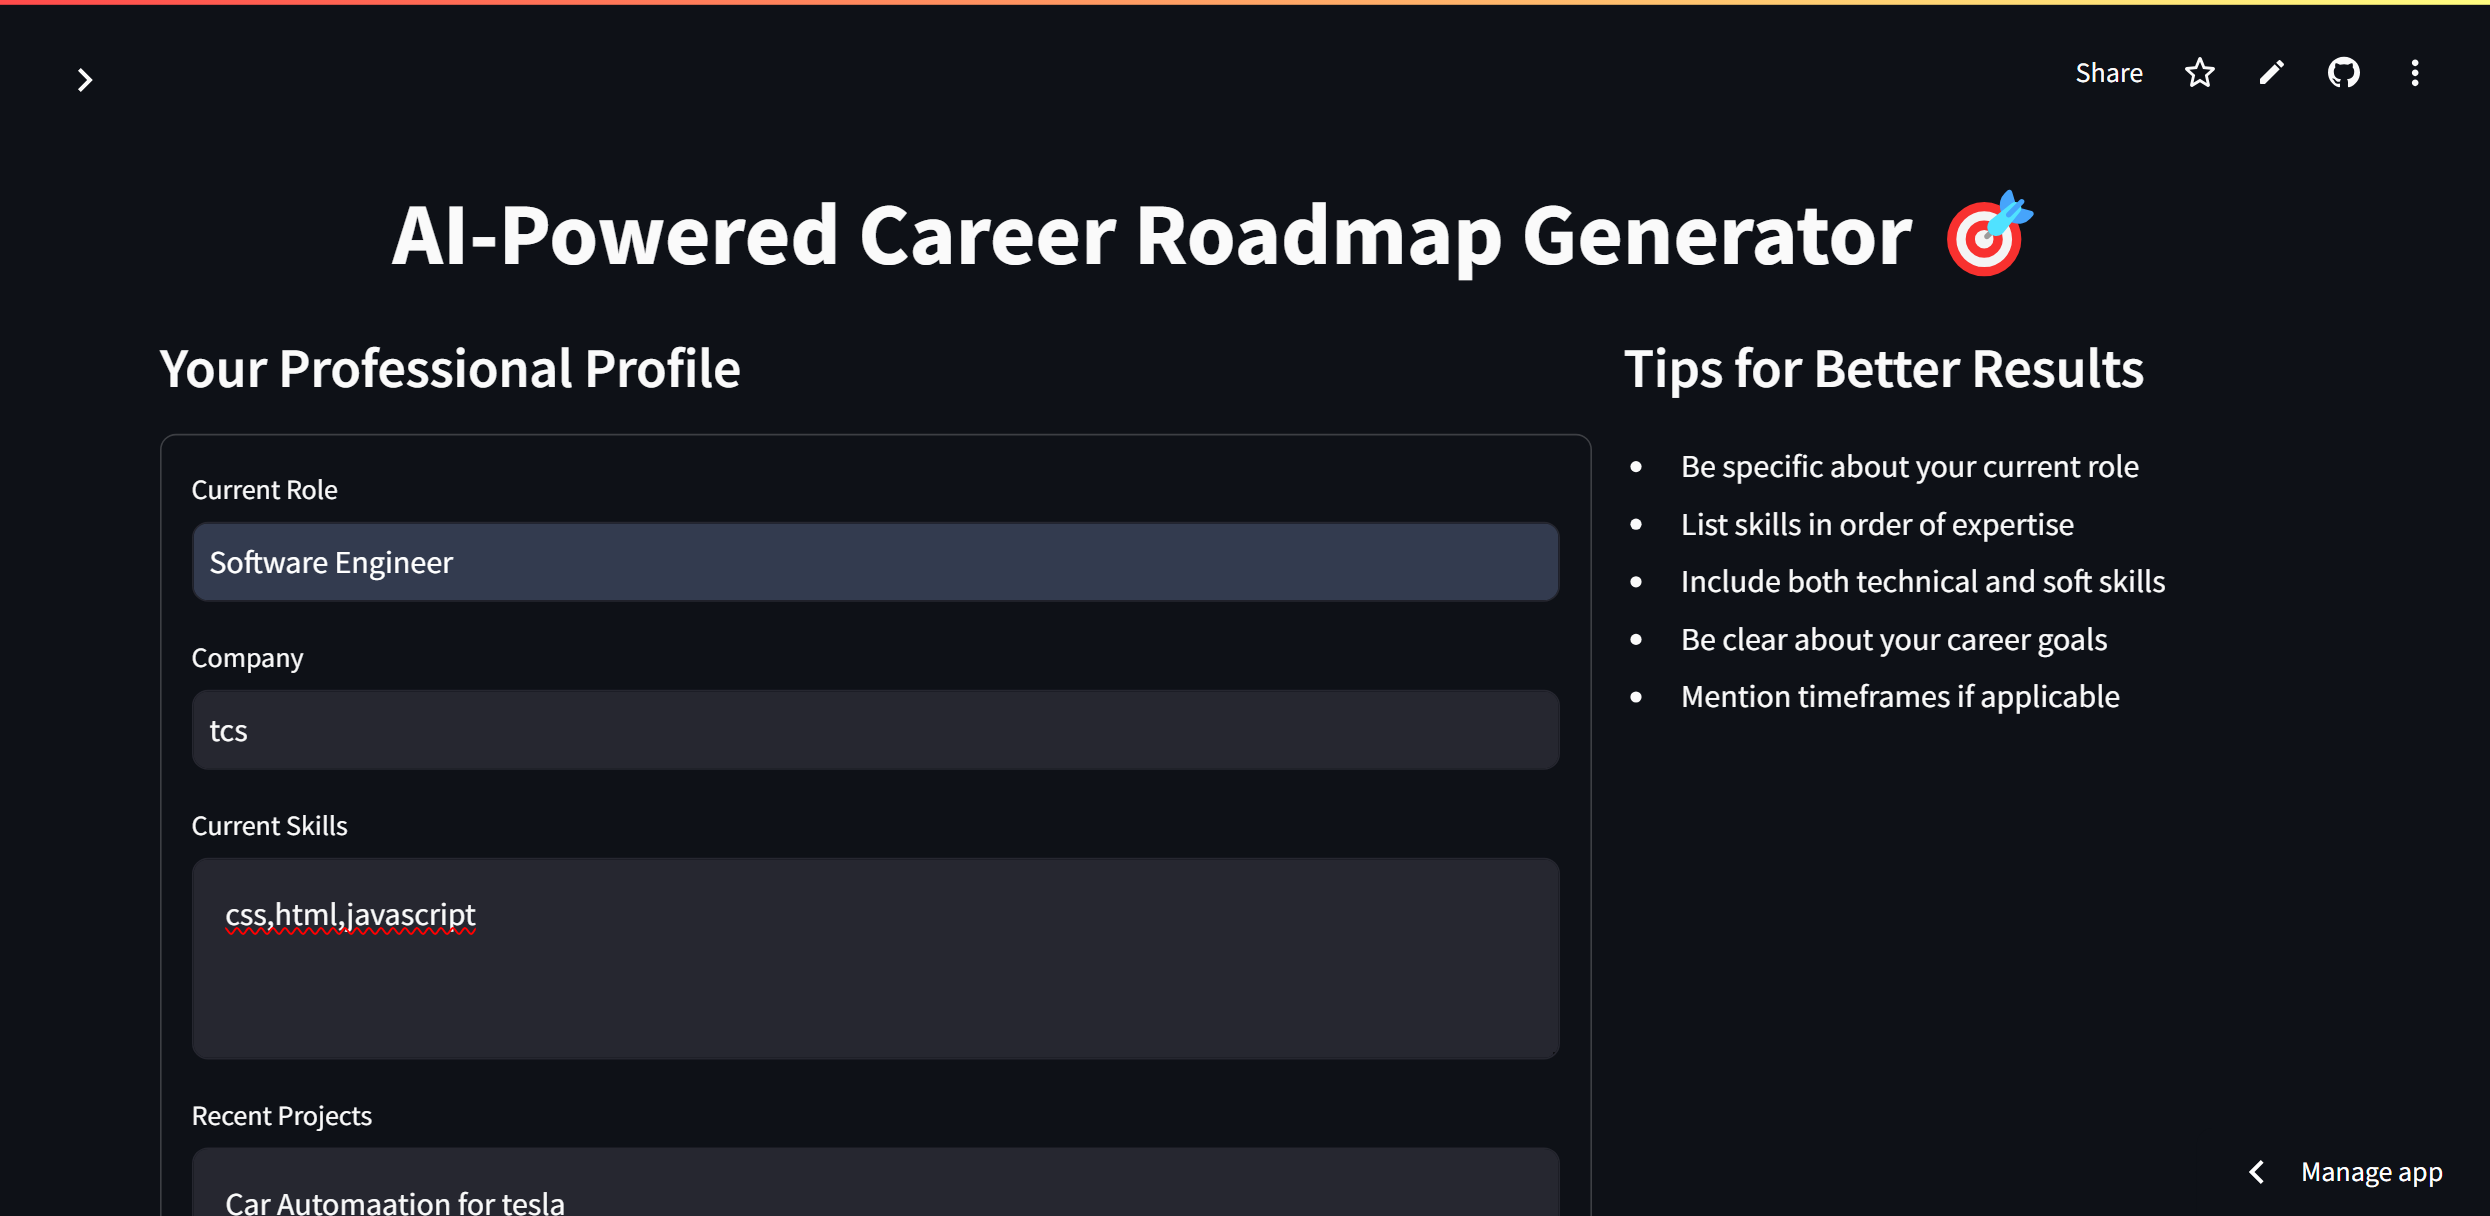 Share
AI-Powered Career Roadmap Generator
Your Professional Profile
Current Role
Software Engineer
Company
tcs
Current Skills
css,html,javascript
Recent Projects
Car Automaation for tesla
Tips for Better Results
Be specific about your current role
List skills in order of expertise
Include both technical and soft skills
Be clear about your career goals
Mention timeframes if applicable
Manage app